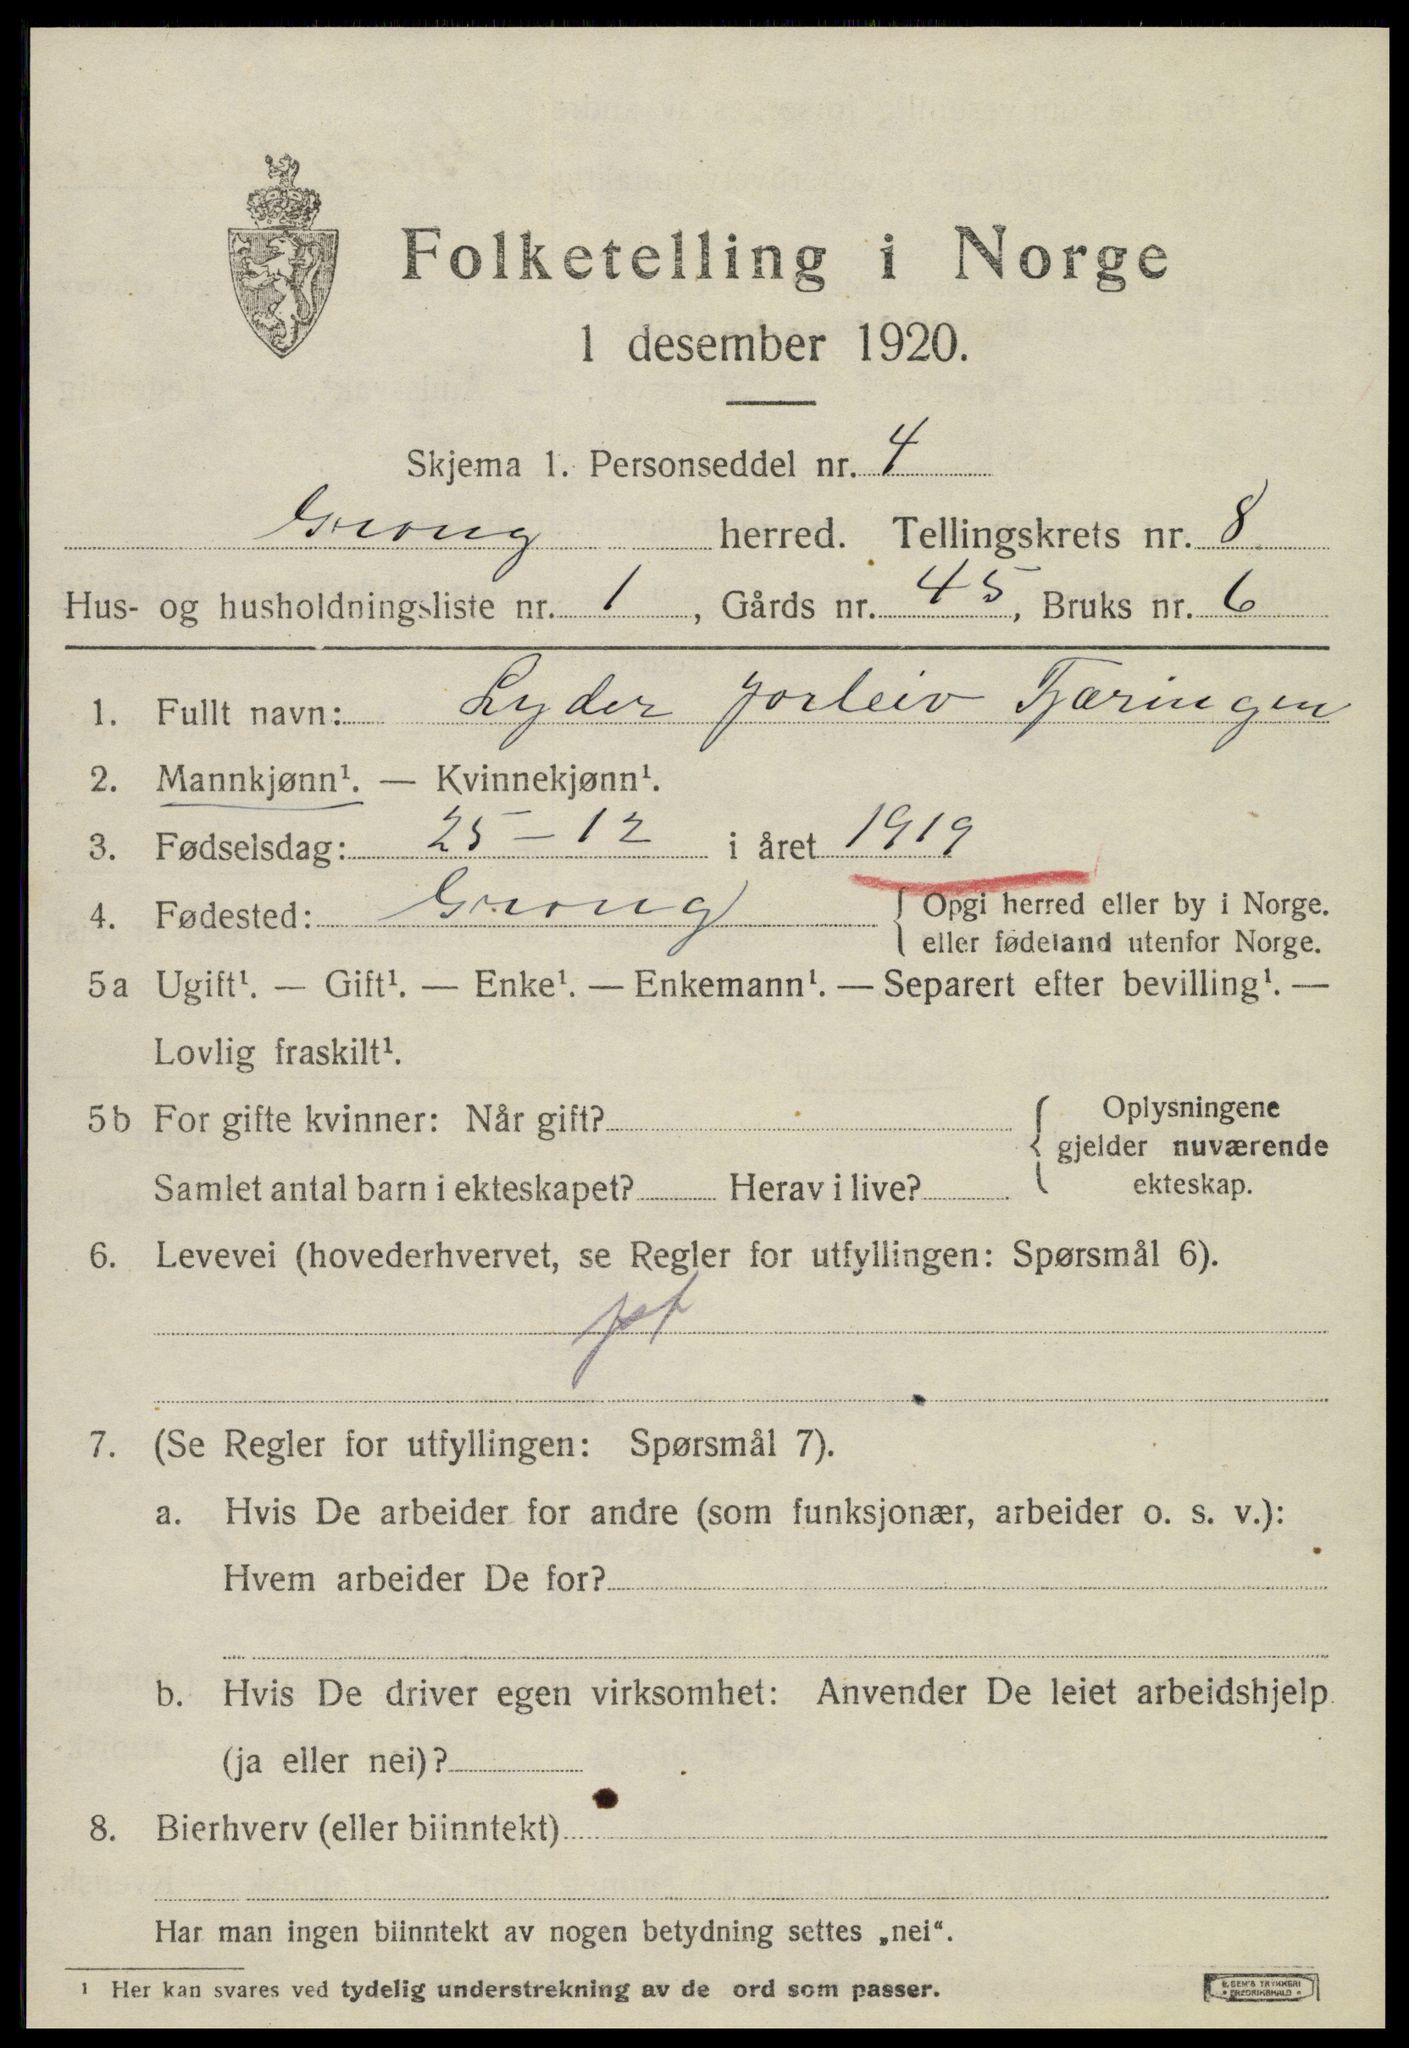 Folketelling i Norge
1 desember 1920.
Skjema 1. Personseddel nr. 4
Grong herred. Tellingskrets nr. 8
Hus- og husholdningsliste nr. 1, Gårds nr. 45, Bruks nr. 6
1. Fullt navn: Lyder Jorleiv Tjæringen
2. Mannkjønn¹. — Kvinnekjønn¹.
3. Fødselsdag: 25 – 12 i året 1919
4. Fødested: Grong { Opgi herred eller by i Norge.
eller fødeland utenfor Norge.
5a Ugift¹. — Gift¹. — Enke¹. — Enkemann¹. — Separert efter bevilling¹. —
Lovlig fraskilt¹.
5b For gifte kvinner: Når gift?
Samlet antal barn i ekteskapet? Herav i live?
{ Oplysningene
gjelder nuværende
ekteskap.
6. Levevei (hovederhvervet, se Regler for utfyllingen: Spørsmål 6).
7. (Se Regler for utfyllingen: Spørsmål 7).
a. Hvis De arbeider for andre (som funksjonær, arbeider o. s. v.):
Hvem arbeider De for?
b. Hvis De driver egen virksomhet: Anvender De leiet arbeidshjelp
(ja eller nei)?
8. Bierhverv (eller biinntekt)
Har man ingen biinntekt av nogen betydning settes „nei“.
¹ Her kan svares ved tydelig understrekning av de ord som passer.
E. SEM'S TRYKKERI
FREDRIKSHALD